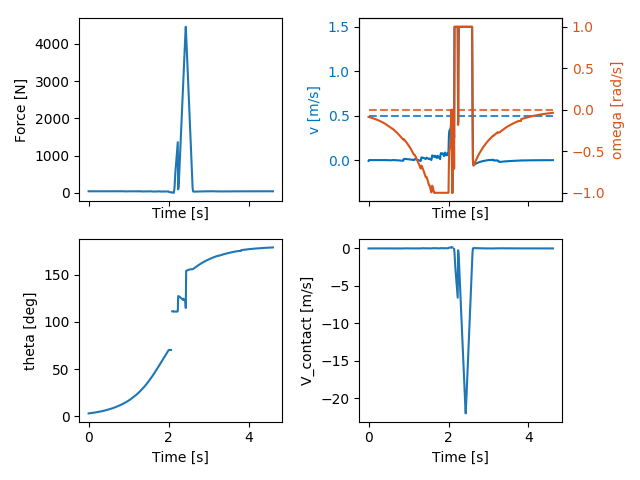 4000
3000
2000
1000
0
Force [N]
Time [s]
1.5
1.0
0.5
0.0
v [m/s]
1.0
0.5
0.0
−0.5
−1.0
omega [rad/s]
Time [s]
150
100
50
0
theta [deg]
0 2 4
Time [s]
0
−5
−10
−15
−20
V_contact [m/s]
0 2 4
Time [s]